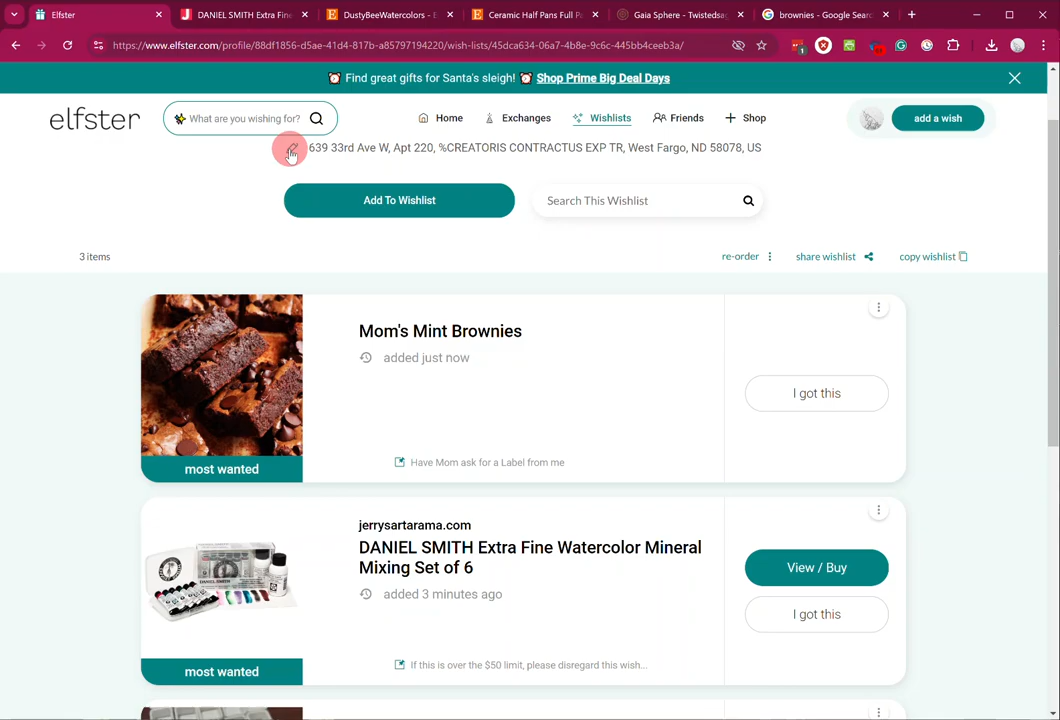 Elfster
DANIEL SMITH Extra Fine
DustyBeeWatercolors - E
Ceramic Half Pans Full P
Gaia Sphere - Twistedsa
brownies - Google Searc
https://www.elfster.com/profile/88df1856-d5ae-41d4-817b-a85797194220/wish-lists/45dca634-06a7-4b8e-9c6c-445bb4ceeb3a/
Find great gifts for Santa's sleigh! Shop Prime Big Deal Days
elfster
What are you wishing for?
Home
Exchanges
Wishlists
Friends
Shop
add a wish
639 33rd Ave W, Apt 220, %CREATORIS CONTRACTUS EXP TR, West Fargo, ND 58078, US
Add To Wishlist
Search This Wishlist
3 items
re-order
share wishlist
copy wishlist
Mom's Mint Brownies
added just now
I got this
Have Mom ask for a Label from me
most wanted
jerrysartarama.com
DANIEL SMITH Extra Fine Watercolor Mineral
Mixing Set of 6
added 3 minutes ago
View / Buy
I got this
If this is over the $50 limit, please disregard this wish...
most wanted